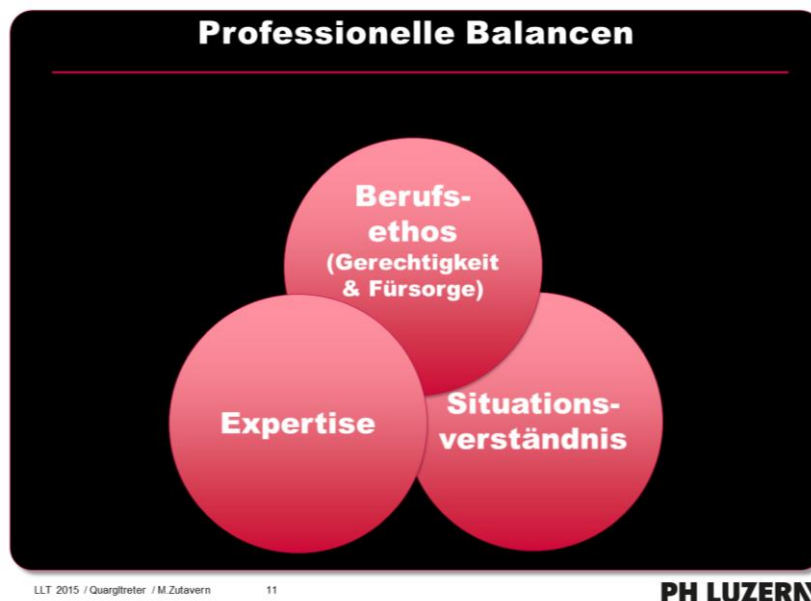 Professionelle Balancen
Berufs-
ethos
(Gerechtigkeit
& Fürsorge)
Expertise
Situations-
verständnis
LLT 2015 / Quargltreter / M.Zutavern 11
PH LUZERN